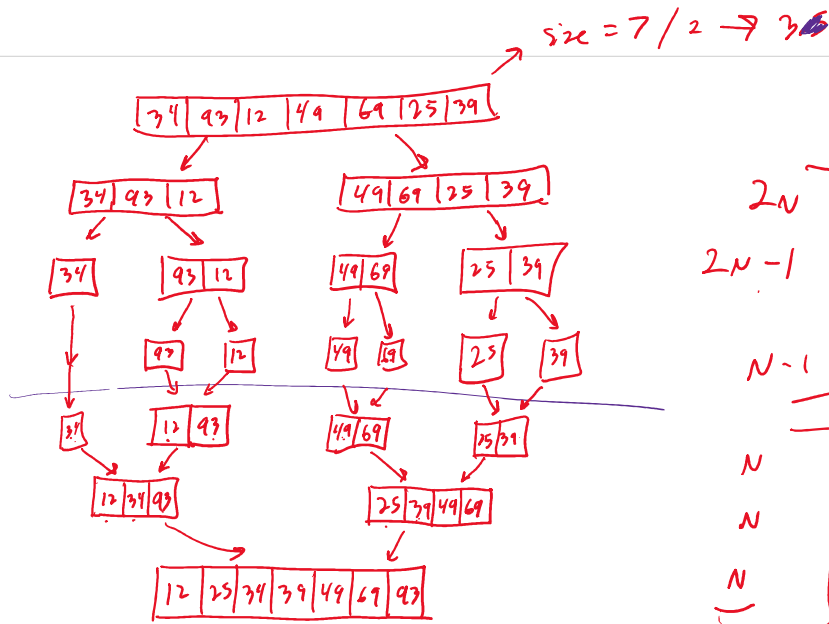 size = 7 / 2 → 3
34 93 12 49 69 25 39
34 93 12 49 69 25 39
2N
34 93 12 49 69 25 39
2N - 1
93 12 49 69 25 39
N - 1
34 12 93 49 69 25 39
N
12 34 93 25 39 49 69
N
12 25 34 39 49 69 93
N